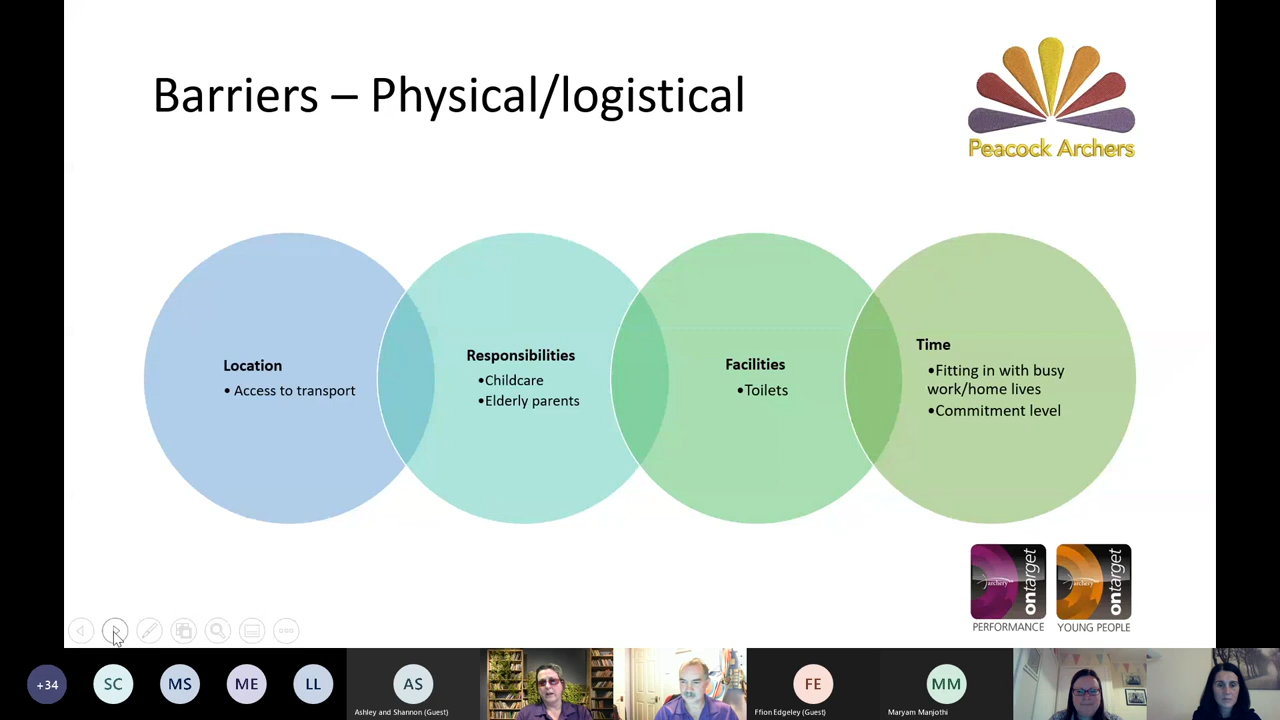 Barriers – Physical/logistical
Peacock Archers
Location
• Access to transport
Responsibilities
•Childcare
•Elderly parents
Facilities
•Toilets
Time
•Fitting in with busy
work/home lives
•Commitment level
archery
ontarget
PERFORMANCE
archery
ontarget
YOUNG PEOPLE
+34
SC
MS
ME
LL
AS
Ashley and Shannon (Guest)
FE
Ffion Edgeley (Guest)
MM
Maryam Manjothi